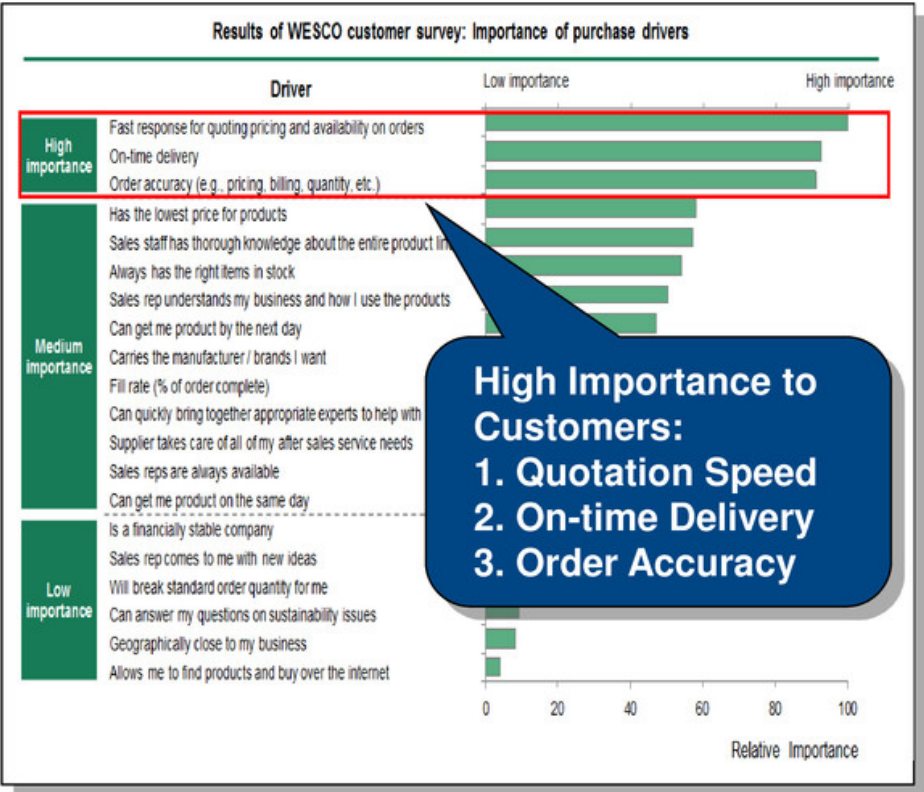 Results of WESCO customer survey: Importance of purchase drivers
Driver
Low importance
High importance
High importance
Fast response for quoting pricing and availability on orders
On-time delivery
Order accuracy (e.g., pricing, billing, quantity, etc.)
Medium importance
Has the lowest price for products
Sales staff has thorough knowledge about the entire product
Always has the right items in stock
Sales rep understands my business and how I use the products
Can get me product by the next day
Carries the manufacturer / brands I want
Fill rate (% of order complete)
Can quickly bring together appropriate experts to help with
Supplier takes care of all of my after sales service needs
Sales reps are always available
Can get me product on the same day
Low importance
Is a financially stable company
Sales rep comes to me with new ideas
Will break standard order quantity for me
Can answer my questions on sustainability issues
Geographically close to my business
Allows me to find products and buy over the internet
High Importance to
Customers:
1. Quotation Speed
2. On-time Delivery
3. Order Accuracy
0 20 40 60 80 100
Relative Importance